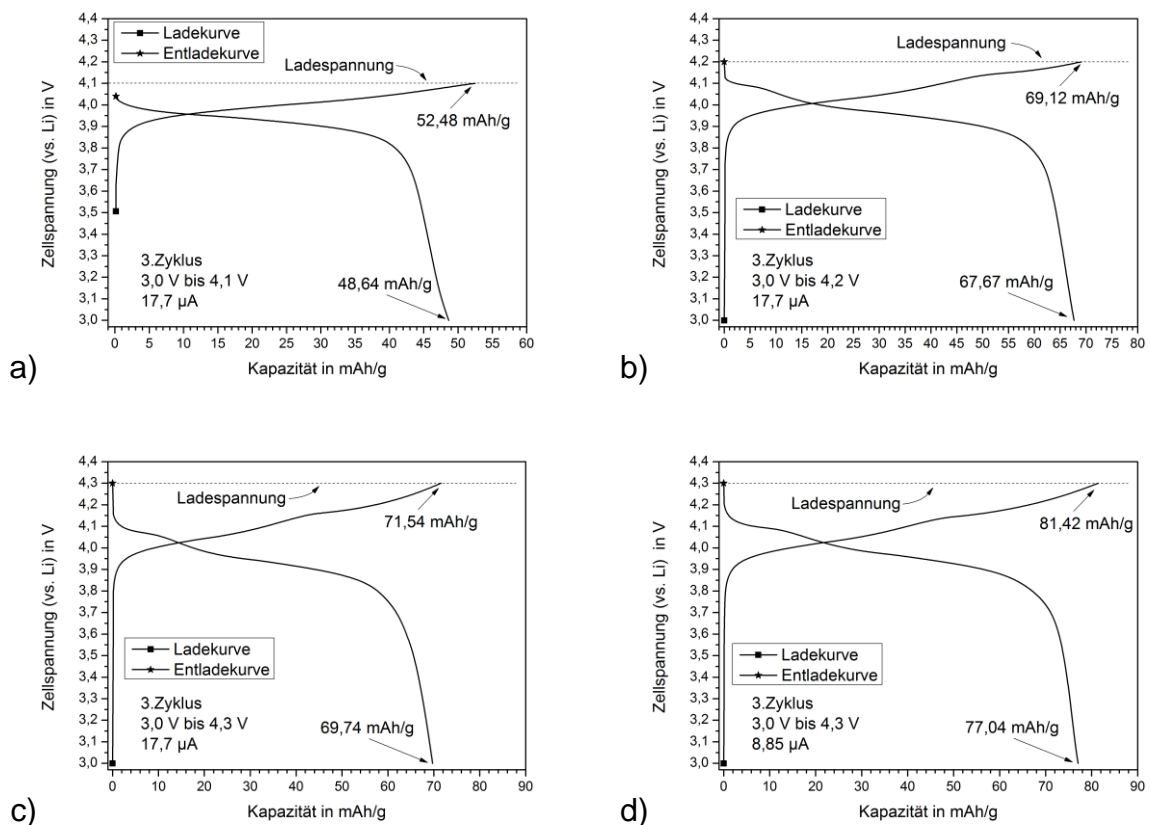 4,4
4,3
4,2
4,1
4,0
3,9
3,8
3,7
3,6
3,5
3,4
3,3
3,2
3,1
3,0
Zellspannung (vs. Li) in V
Ladekurve
Entladekurve
Ladespannung
52,48 mAh/g
3.Zyklus
3,0 V bis 4,1 V
17,7 µA
48,64 mAh/g
0 5 10 15 20 25 30 35 40 45 50 55 60
Kapazität in mAh/g
a)
4,4
4,3
4,2
4,1
4,0
3,9
3,8
3,7
3,6
3,5
3,4
3,3
3,2
3,1
3,0
Zellspannung (vs. Li) in V
Ladespannung
69,12 mAh/g
Ladekurve
Entladekurve
3.Zyklus
3,0 V bis 4,2 V
17,7 µA
67,67 mAh/g
0 5 10 15 20 25 30 35 40 45 50 55 60 65 70 75 80
Kapazität in mAh/g
b)
4,4
4,3
4,2
4,1
4,0
3,9
3,8
3,7
3,6
3,5
3,4
3,3
3,2
3,1
3,0
Zellspannung (vs. Li) in V
Ladespannung
71,54 mAh/g
Ladekurve
Entladekurve
3.Zyklus
3,0 V bis 4,3 V
17,7 µA
69,74 mAh/g
0 10 20 30 40 50 60 70 80 90
Kapazität in mAh/g
c)
4,4
4,3
4,2
4,1
4,0
3,9
3,8
3,7
3,6
3,5
3,4
3,3
3,2
3,1
3,0
Zellspannung (vs. Li) in V
Ladespannung
81,42 mAh/g
Ladekurve
Entladekurve
3.Zyklus
3,0 V bis 4,3 V
8,85 µA
77,04 mAh/g
0 10 20 30 40 50 60 70 80 90
Kapazität in mAh/g
d)